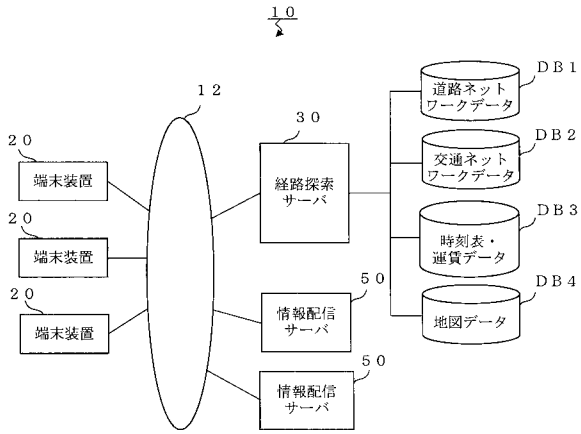 １０
１２
２０
端末装置
２０
端末装置
２０
端末装置
３０
経路探索
サーバ
５０
情報配信
サーバ
５０
情報配信
サーバ
ＤＢ１
道路ネット
ワークデータ
ＤＢ２
交通ネット
ワークデータ
ＤＢ３
時刻表・
運賃データ
ＤＢ４
地図データ